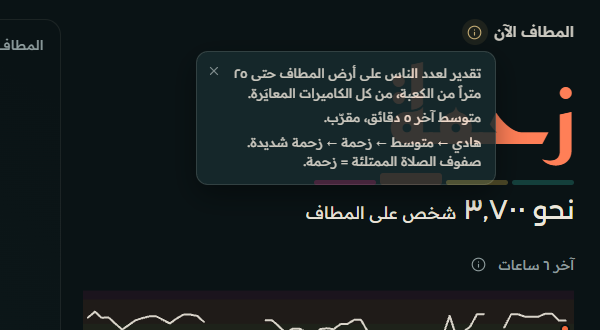 المطاف الآن
المطاف
تقدير لعدد الناس على أرض المطاف حتى ٢٥
متراً من الكعبة، من كل الكاميرات المعايَرة.
متوسط آخر ٥ دقائق، مقرّب.
هادي ← متوسط ← زحمة ← زحمة شديدة.
صفوف الصلاة الممتلئة = زحمة.
زحمة
نحو ٣٬٧٠٠ شخص على المطاف
آخر ٦ ساعات